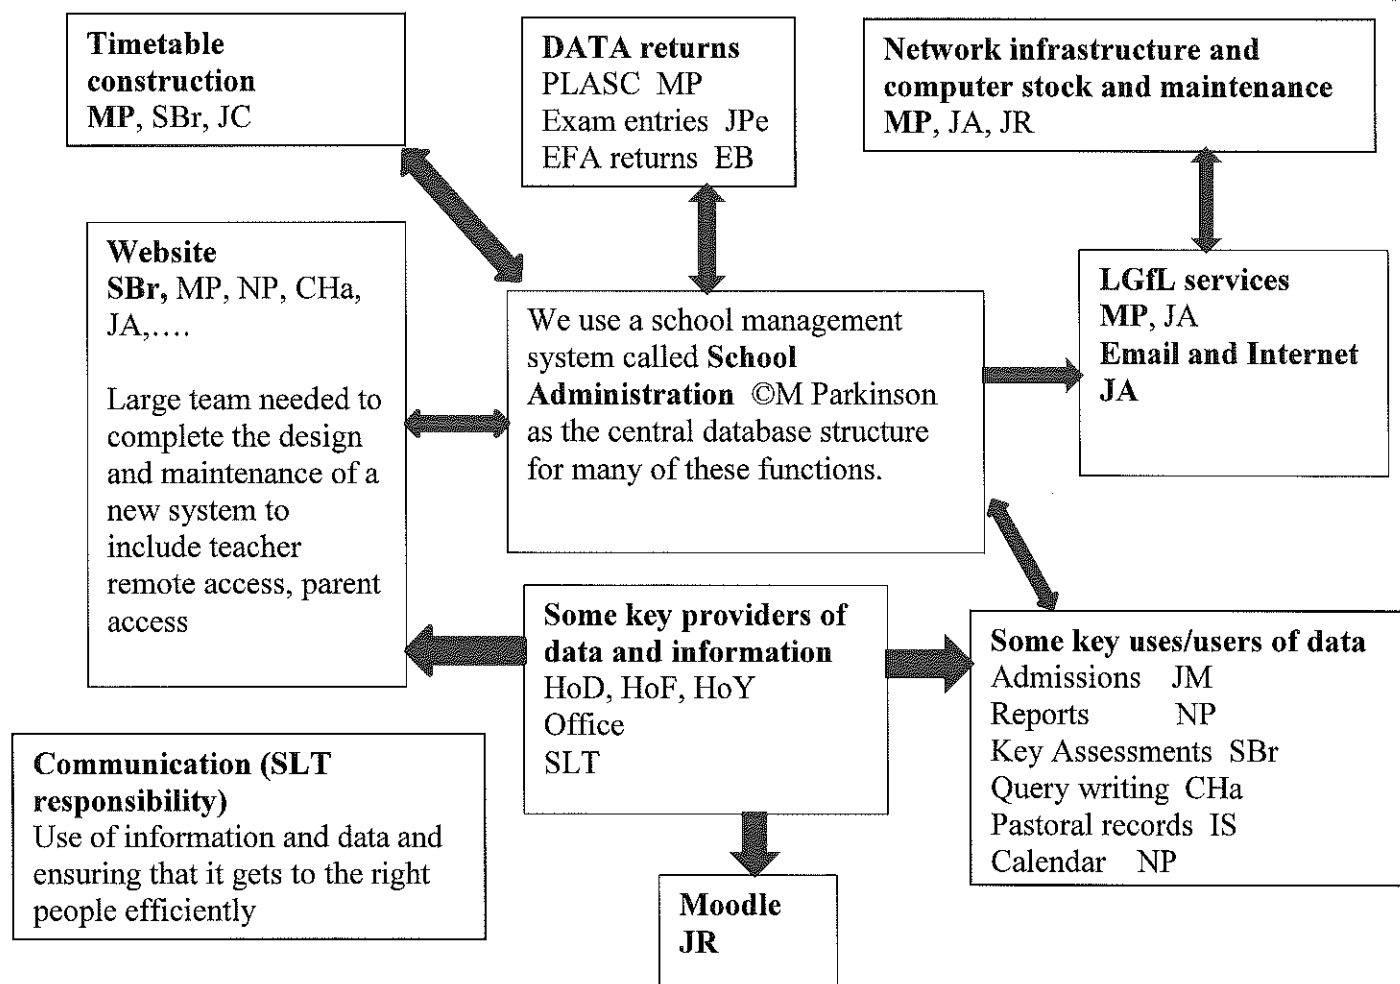 Timetable
construction
MP, SBr, JC
DATA returns
PLASC MP
Exam entries JPe
EFA returns EB
Network infrastructure and
computer stock and maintenance
MP, JA, JR
Website
SBr, MP, NP, CHa,
JA,....
Large team needed to
complete the design
and maintenance of a
new system to
include teacher
remote access, parent
access
We use a school management
system called School
Administration ©M Parkinson
as the central database structure
for many of these functions.
LGfL services
MP, JA
Email and Internet
JA
Some key providers of
data and information
HoD, HoF, HoY
Office
SLT
Some key uses/users of data
Admissions JM
Reports NP
Key Assessments SBr
Query writing CHa
Pastoral records IS
Calendar NP
Communication (SLT
responsibility)
Use of information and data and
ensuring that it gets to the right
people efficiently
Moodle
JR